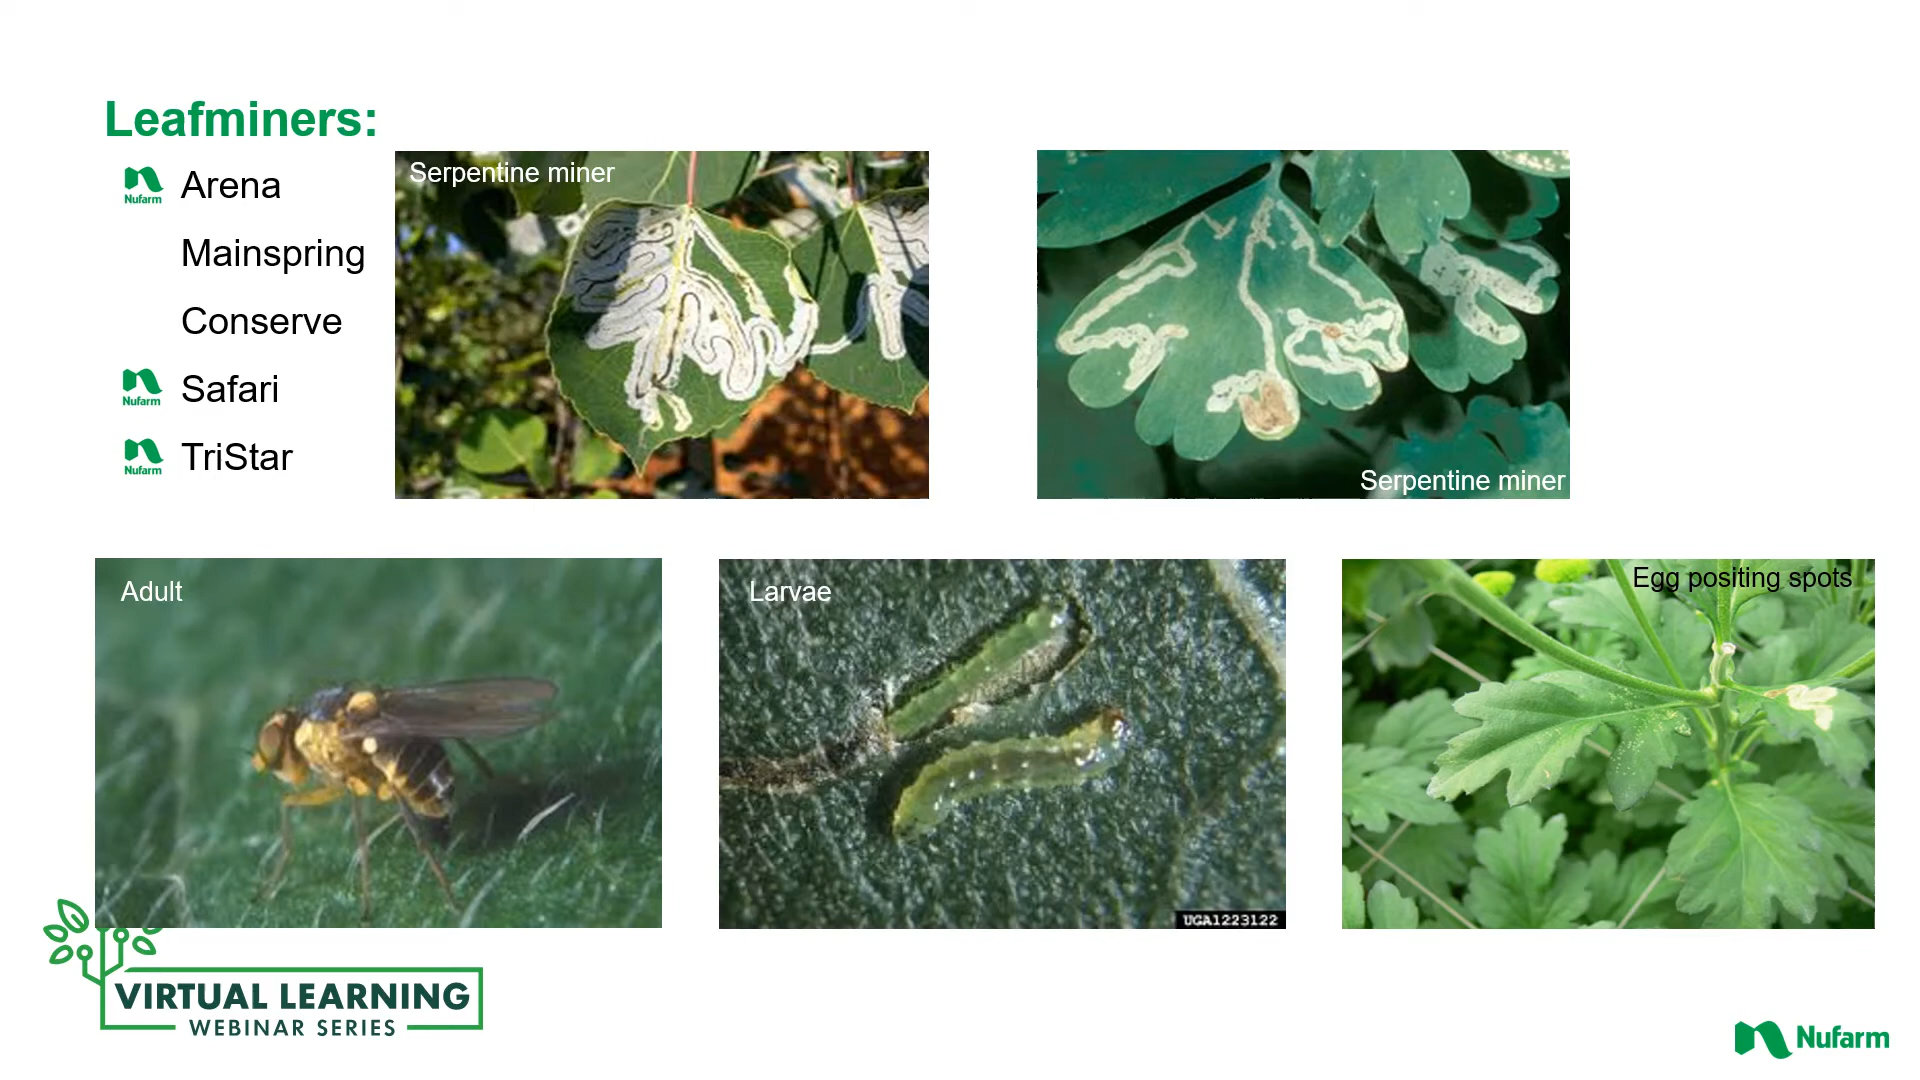 Leafminers:
Nufarm Arena
Mainspring
Conserve
Nufarm Safari
Nufarm TriStar
Serpentine miner
Serpentine miner
Adult
Larvae
UGA1223122
Egg positing spots
VIRTUAL LEARNING
WEBINAR SERIES
Nufarm